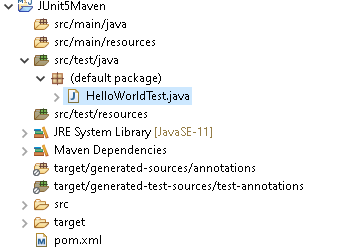 JUnit5Maven
src/main/java
src/main/resources
src/test/java
(default package)
HelloWorldTest.java
src/test/resources
JRE System Library [JavaSE-11]
Maven Dependencies
target/generated-sources/annotations
target/generated-test-sources/test-annotations
src
target
pom.xml